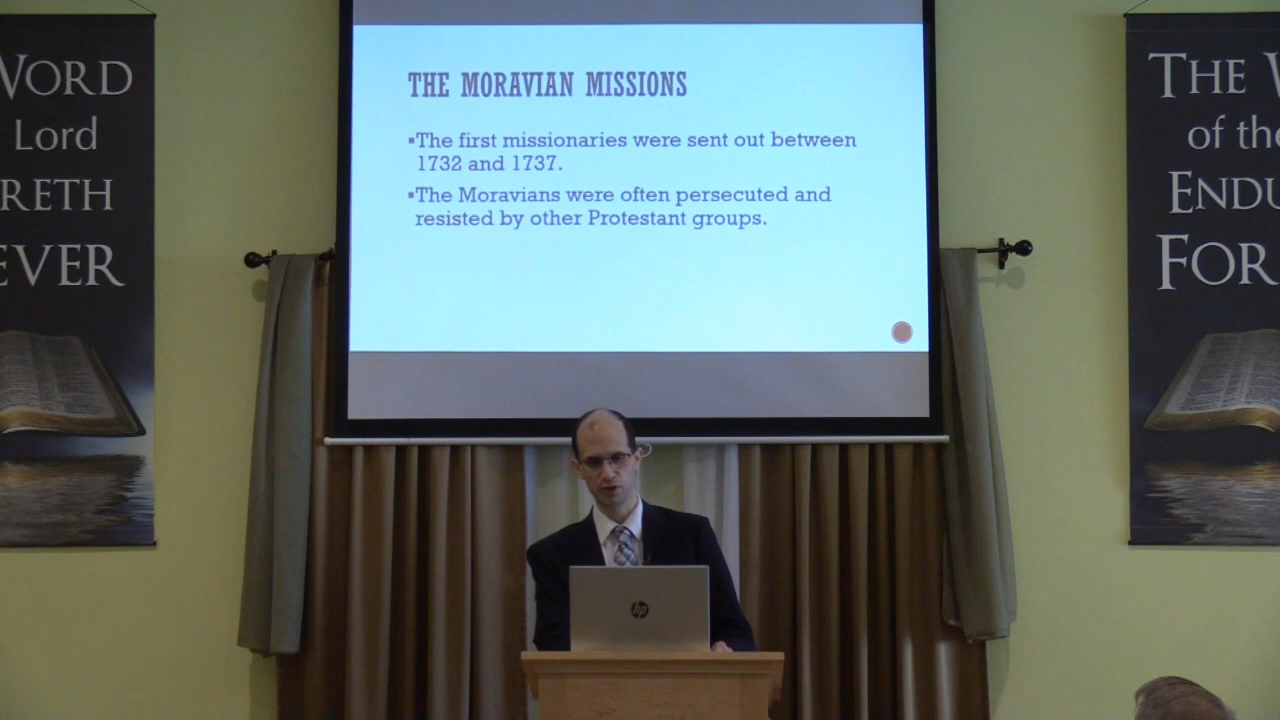 THE MORAVIAN MISSIONS
▪The first missionaries were sent out between
1732 and 1737.
▪The Moravians were often persecuted and
resisted by other Protestant groups.
WORD
Lord
RETH
EVER
THE
of the
ENDU
FOR
hp